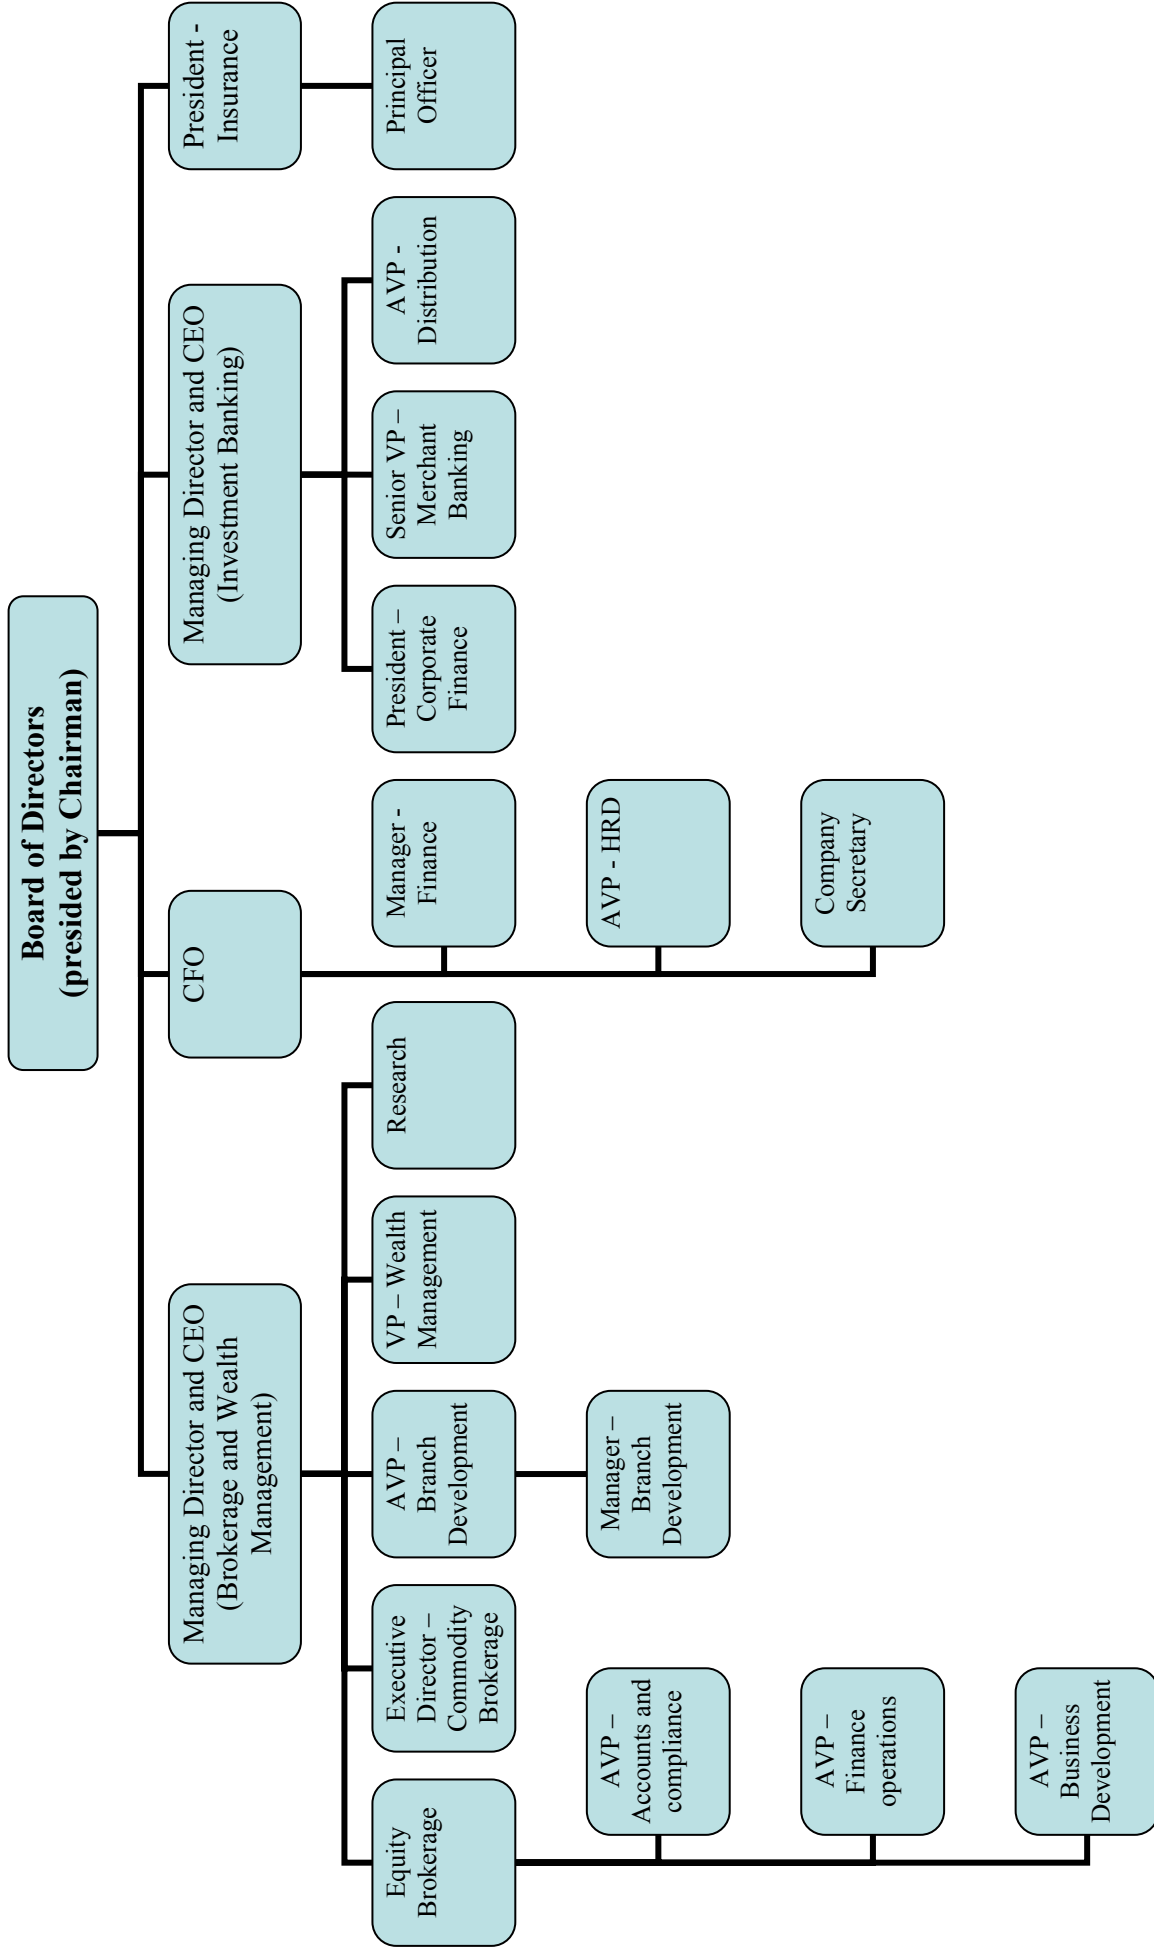 Board of Directors
(presided by Chairman)
Managing Director and CEO
(Brokerage and Wealth
Management)
CFO
Managing Director and CEO
(Investment Banking)
President -
Insurance
Equity
Brokerage
Executive
Director –
Commodity
Brokerage
AVP –
Branch
Development
VP – Wealth
Management
Research
Manager -
Finance
President –
Corporate
Finance
Senior VP –
Merchant
Banking
AVP -
Distribution
Principal
Officer
AVP –
Accounts and
compliance
Manager –
Branch
Development
AVP - HRD
AVP –
Finance
operations
Company
Secretary
AVP –
Business
Development